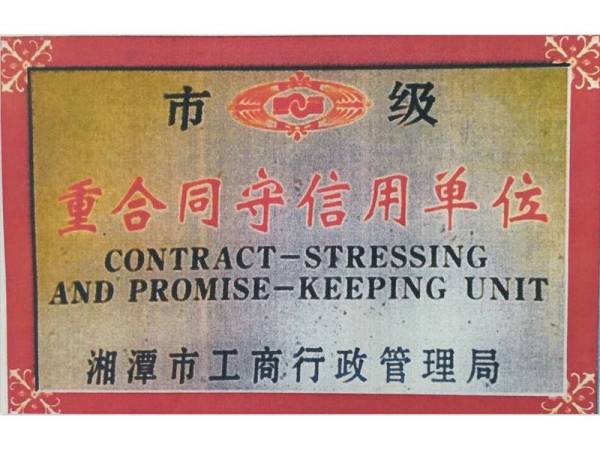 市 级
重合同守信用单位
CONTRACT-STRESSING
AND PROMISE-KEEPING UNIT
湘潭市工商行政管理局